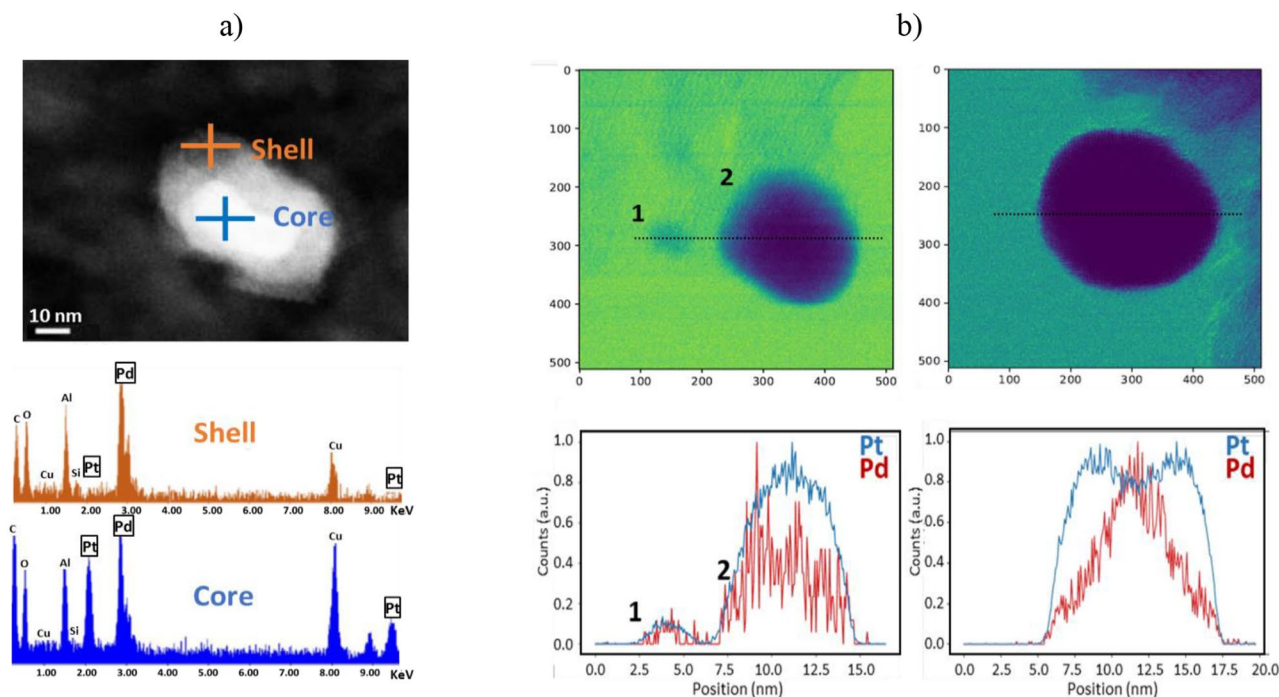 a)
b)
Shell
Core
10 nm
Pd
C
O
Al
Shell
Cu
Cu
Si
Pt
Pt
1.00 2.00 3.00 4.00 5.00 6.00 7.00 8.00 9.00 KeV
C
Pd
Pt
Cu
O
Al
Core
Pt
Cu
Si
1.00 2.00 3.00 4.00 5.00 6.00 7.00 8.00 9.00 KeV
0
100
200
300
400
500
0 100 200 300 400 500
1
2
0
100
200
300
400
500
0 100 200 300 400 500
Counts (a.u.)
1.0
0.8
0.6
0.4
0.2
0.0
Pt
Pd
1
2
0.0 2.5 5.0 7.5 10.0 12.5 15.0
Position (nm)
Counts (a.u.)
1.0
0.8
0.6
0.4
0.2
0.0
Pt
Pd
0.0 2.5 5.0 7.5 10.0 12.5 15.0 17.5 20.0
Position (nm)